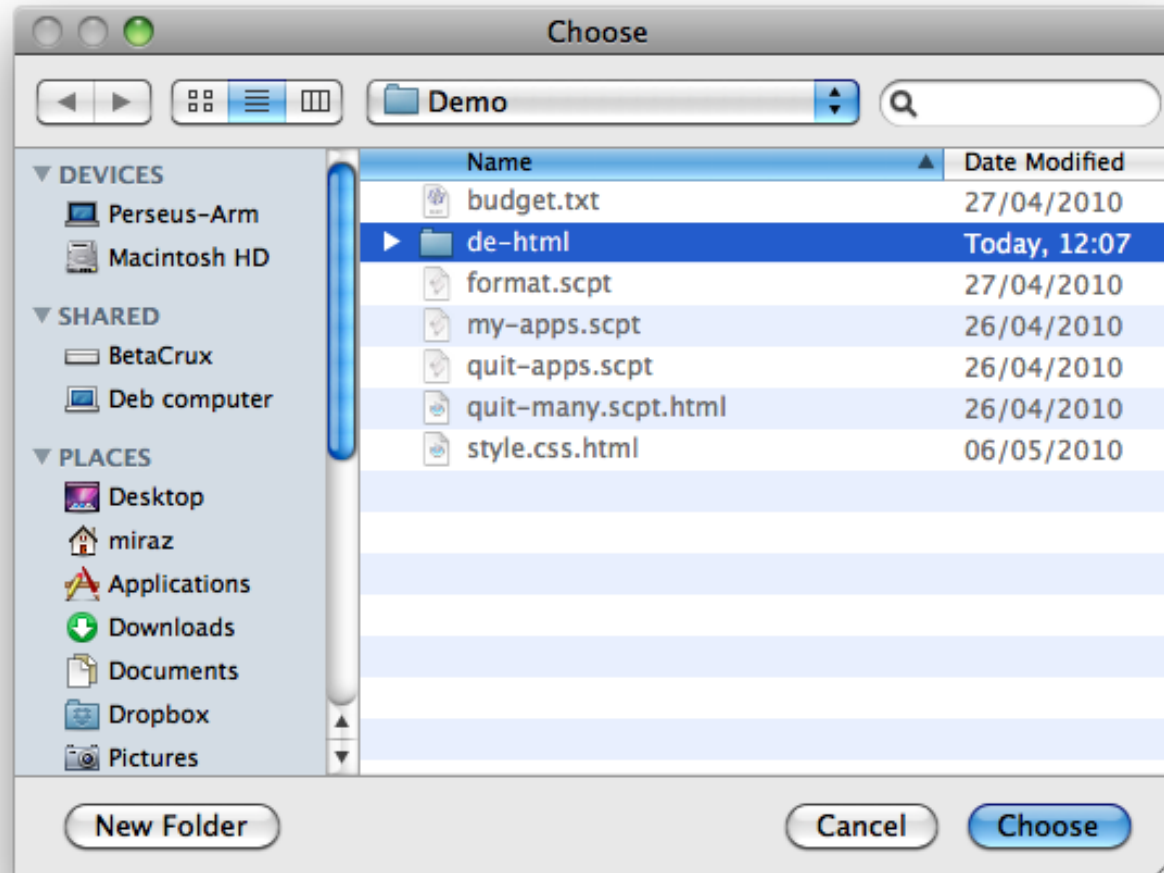 Choose
Demo
DEVICES
Perseus-Arm
Macintosh HD
SHARED
BetaCrux
Deb computer
PLACES
Desktop
miraz
Applications
Downloads
Documents
Dropbox
Pictures
Name Date Modified
budget.txt 27/04/2010
de-html Today, 12:07
format.scpt 27/04/2010
my-apps.scpt 26/04/2010
quit-apps.scpt 26/04/2010
quit-many.scpt.html 26/04/2010
style.css.html 06/05/2010
New Folder Cancel Choose